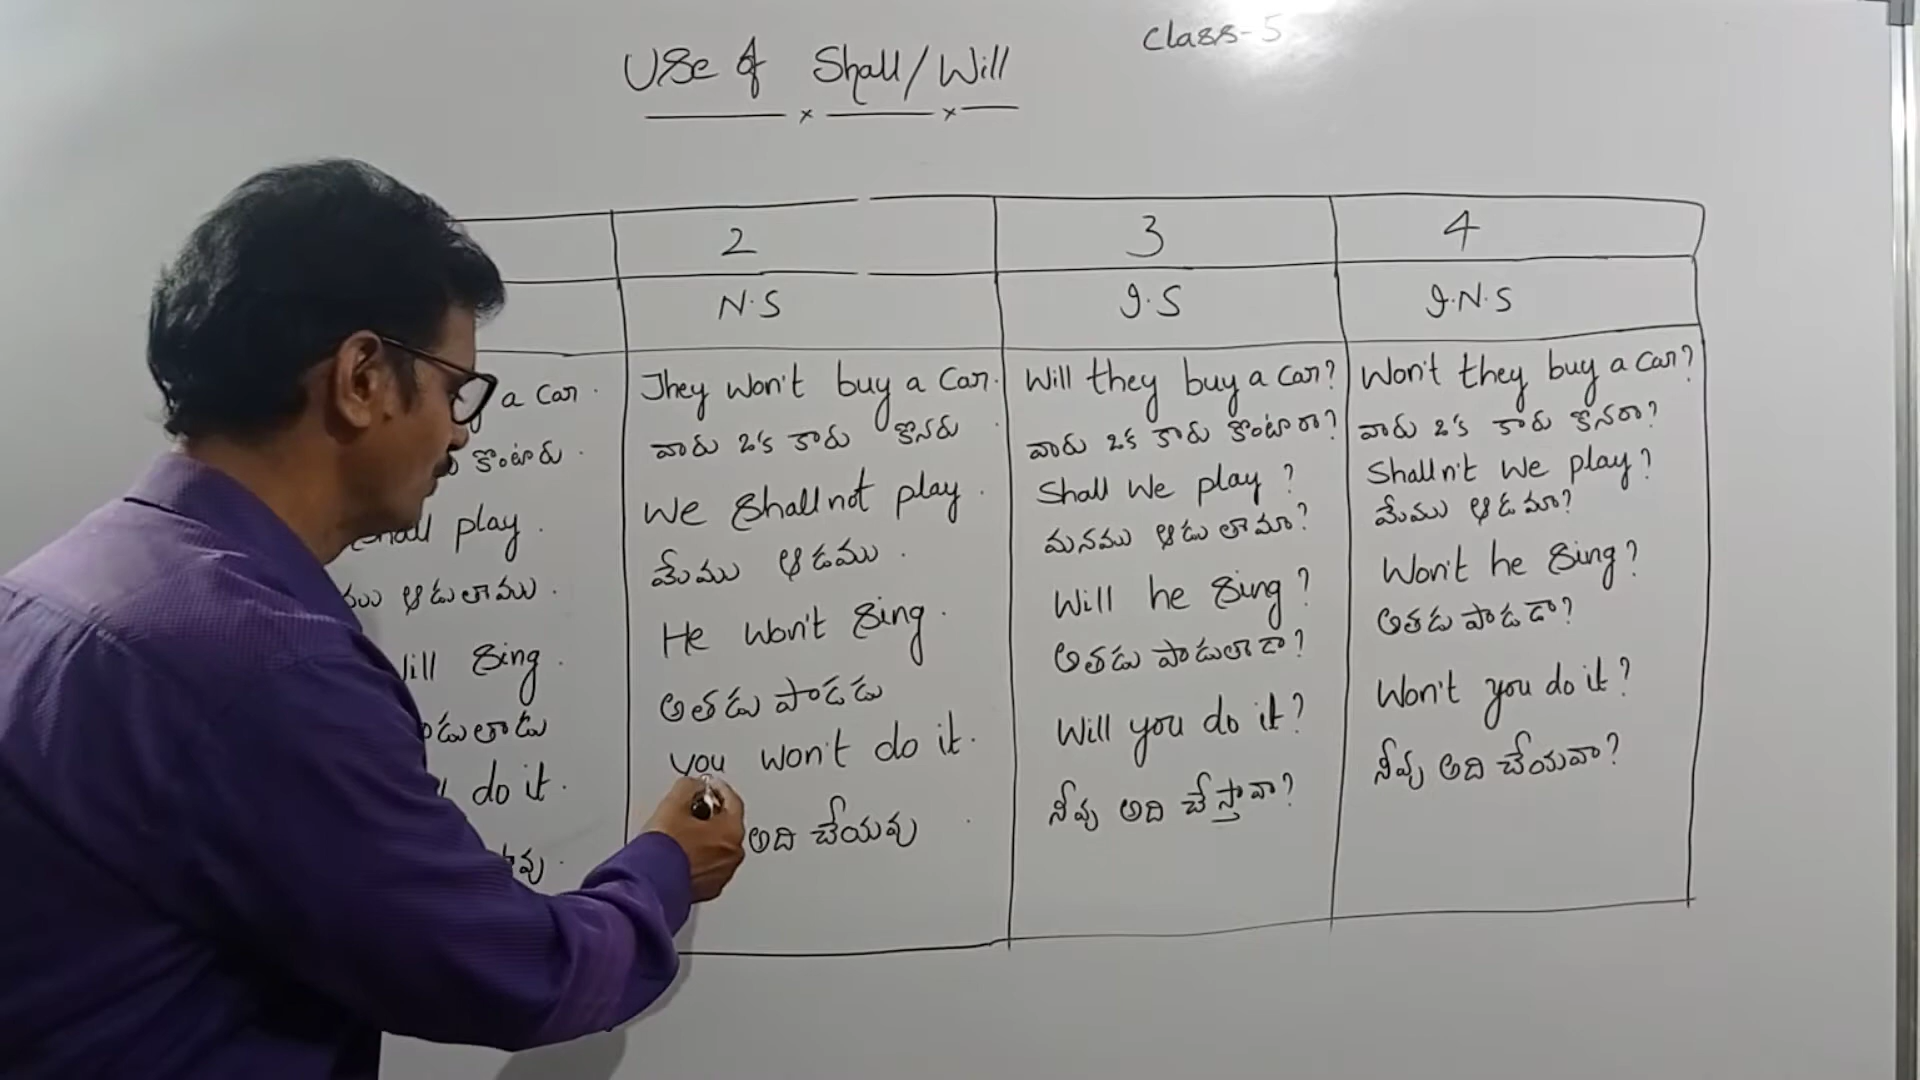 Class-5
Use of Shall/Will
2
3
4
N.S
I.S
I.N.S
a car.
కొంటారు.
Shall play.
ఆడులాము.
Will Sing.
do it.
They won't buy a car.
వారు ఒక కారు కొనరు.
We Shall not play.
మేము ఆడము.
He won't Sing.
అతడు పాడడు
you won't do it.
అది చేయవు.
Will they buy a car?
వారు ఒక కారు కొంటారా?
Shall We play?
మనము ఆడులామా?
Will he Sing?
అతడు పాడులాడా?
Will you do it?
నీవు అది చేస్తావా?
Won't they buy a car?
వారు ఒక కారు కొనరా?
Shalln't We play?
మేము ఆడమా?
Won't he Sing?
అతడు పాడడా?
Won't you do it?
నీవు అది చేయవా?